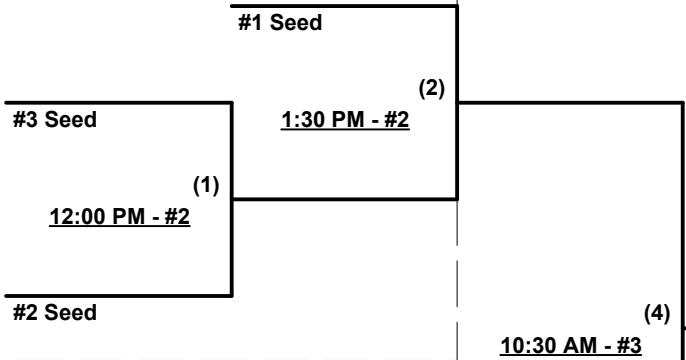 #1 Seed
(2)
#3 Seed
1:30 PM - #2
(1)
12:00 PM - #2
#2 Seed
(4)
10:30 AM - #3